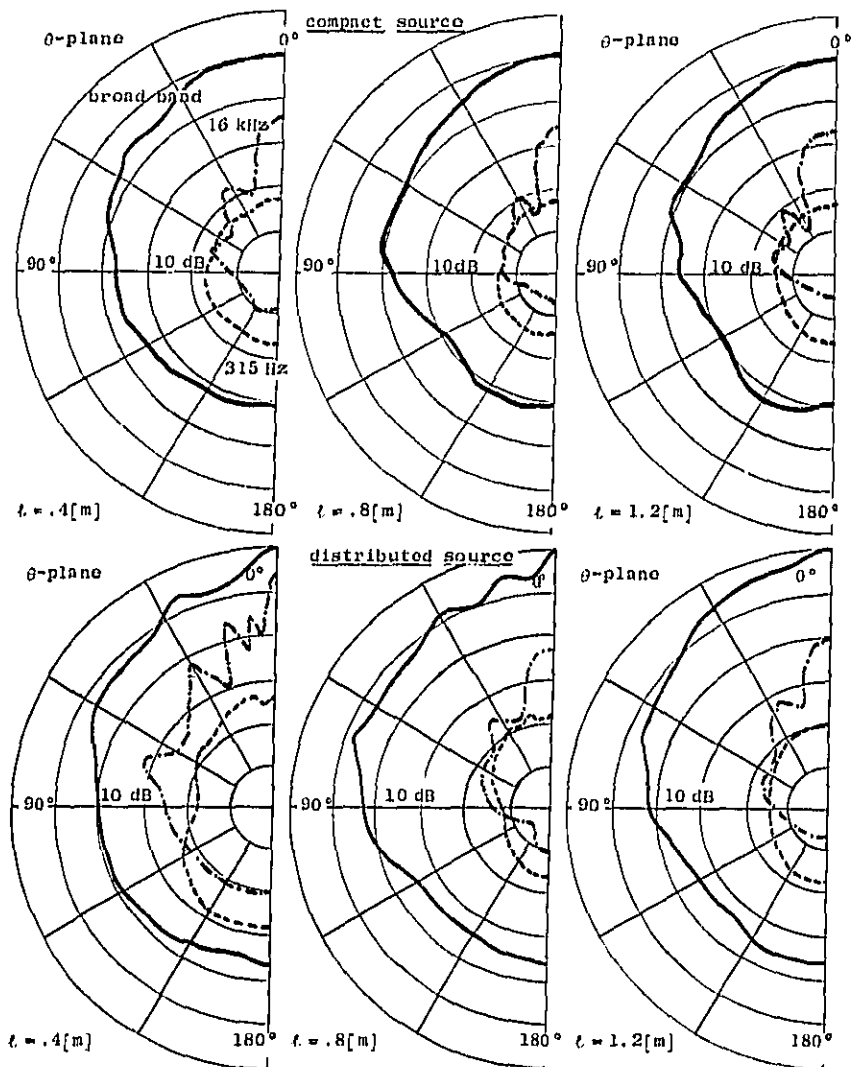 θ-plane
0°
compact source
θ-plane
0°
broad band
16 kHz
90°
10 dB
90°
10dB
90°
10 dB
315 Hz
180°
180°
180°
ℓ = .4[m]
ℓ = .8[m]
ℓ = 1.2[m]
θ-plane
0°
distributed source
0°
θ-plane
0°
90°
10 dB
90°
10 dB
90°
10 dB
ℓ = .4[m]
180°
ℓ = .8[m]
180°
ℓ = 1.2[m]
180°